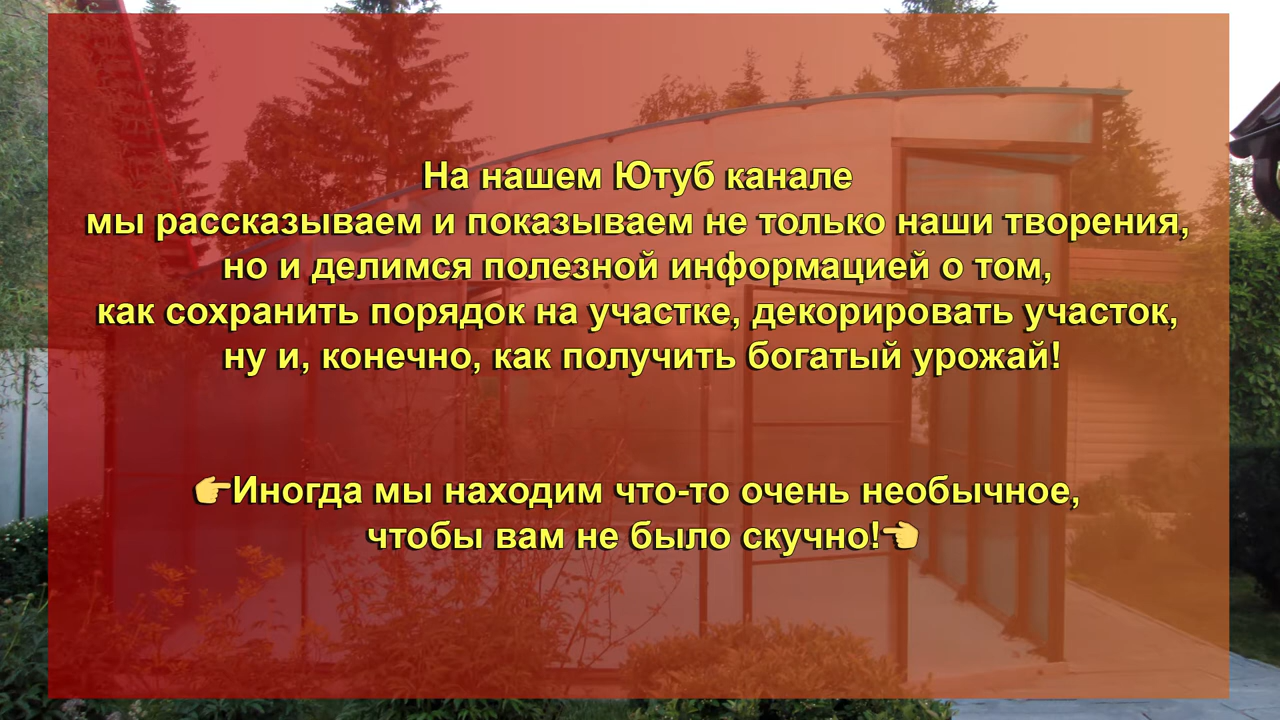 На нашем Ютуб канале
мы рассказываем и показываем не только наши творения,
но и делимся полезной информацией о том,
как сохранить порядок на участке, декорировать участок,
ну и, конечно, как получить богатый урожай!
👉Иногда мы находим что-то очень необычное,
чтобы вам не было скучно!👈